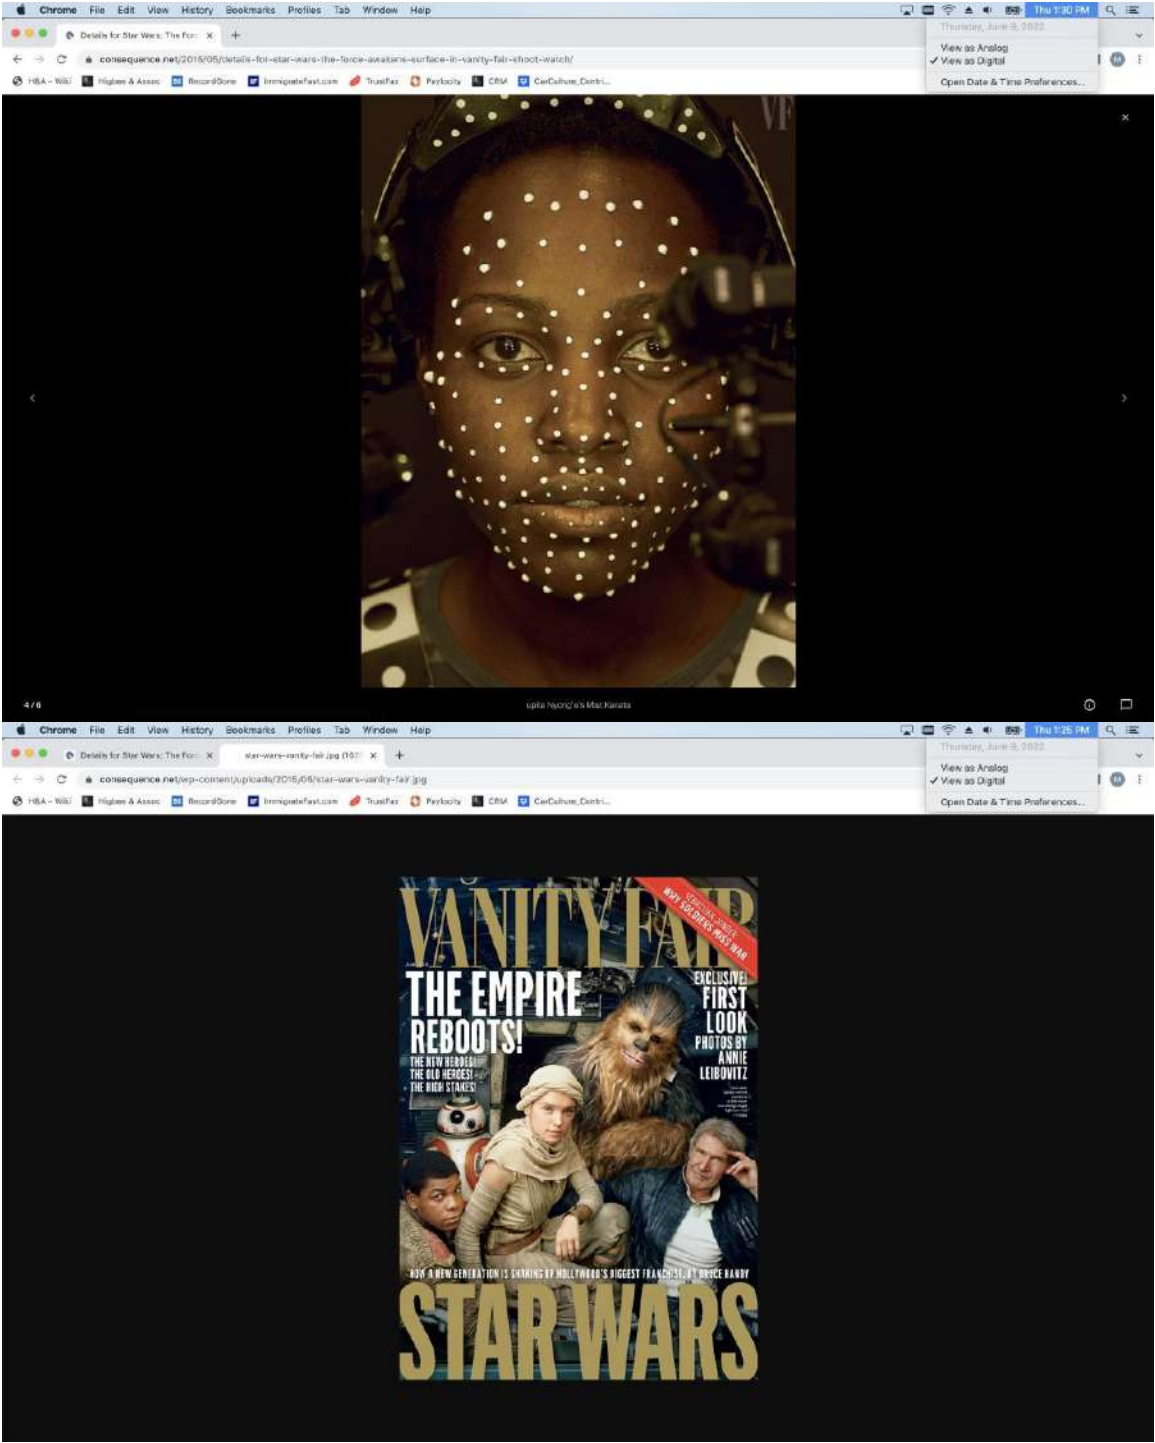 Chrome File Edit View History Bookmarks Profiles Tab Window Help Thu 1:30 PM
Thursday, June 9, 2022
Details for Star Wars: The For
View as Analog
consequence.net/2015/05/details-for-star-wars-the-force-awakens-surface-in-vanity-fair-shoot-watch/
✓ View as Digital
H&A – Wiki Higbee & Assoc RecordGone ImmigrateFast.com TrustFax Paylocity CRM CarCulture_Contri...
Open Date & Time Preferences...
VF
4 / 6
upita Nyong'o's Maz Kanata
Chrome File Edit View History Bookmarks Profiles Tab Window Help Thu 1:25 PM
Thursday, June 9, 2022
Details for Star Wars: The For
star-wars-vanity-fair.jpg
View as Analog
consequence.net/wp-content/uploads/2015/05/star-wars-vanity-fair.jpg
✓ View as Digital
H&A – Wiki Higbee & Assoc RecordGone ImmigrateFast.com TrustFax Paylocity CRM CarCulture_Contri...
Open Date & Time Preferences...
VANITY FAIR
SEBASTIAN JUNGER
WHY SOLDIERS MISS WAR
THE EMPIRE
REBOOTS!
THE NEW HEROES!
THE OLD HEROES!
THE HIGH STAKES!
EXCLUSIVE!
FIRST
LOOK
PHOTOS BY
ANNIE
LEIBOVITZ
HOW A NEW GENERATION IS SHAKING UP HOLLYWOOD'S BIGGEST FRANCHISE, BY BRUCE HANDY
STAR WARS